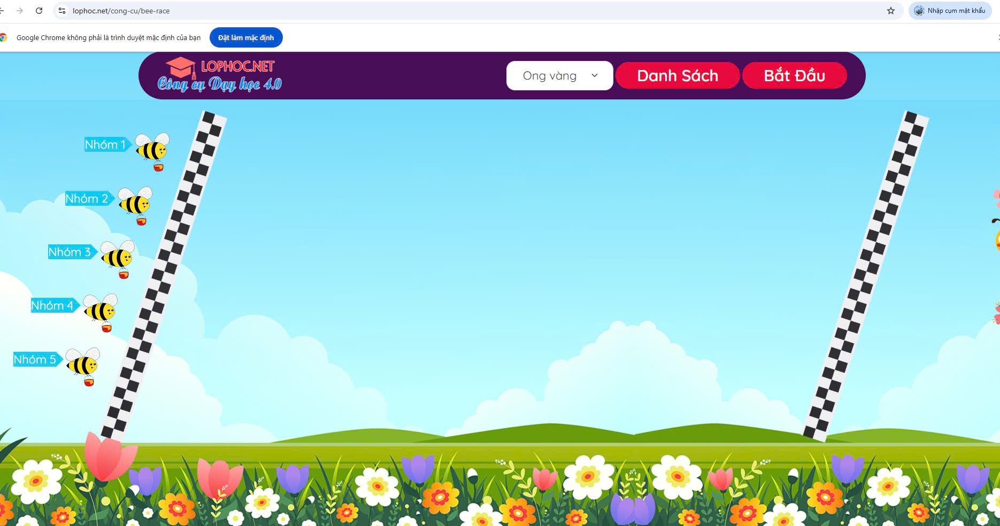 lophoc.net/cong-cu/bee-race
Nhập cụm mật khẩu
Google Chrome không phải là trình duyệt mặc định của bạn
Đặt làm mặc định
LOPHOC.NET
Công cụ Dạy học 4.0
Ong vàng
Danh Sách
Bắt Đầu
Nhóm 1
Nhóm 2
Nhóm 3
Nhóm 4
Nhóm 5